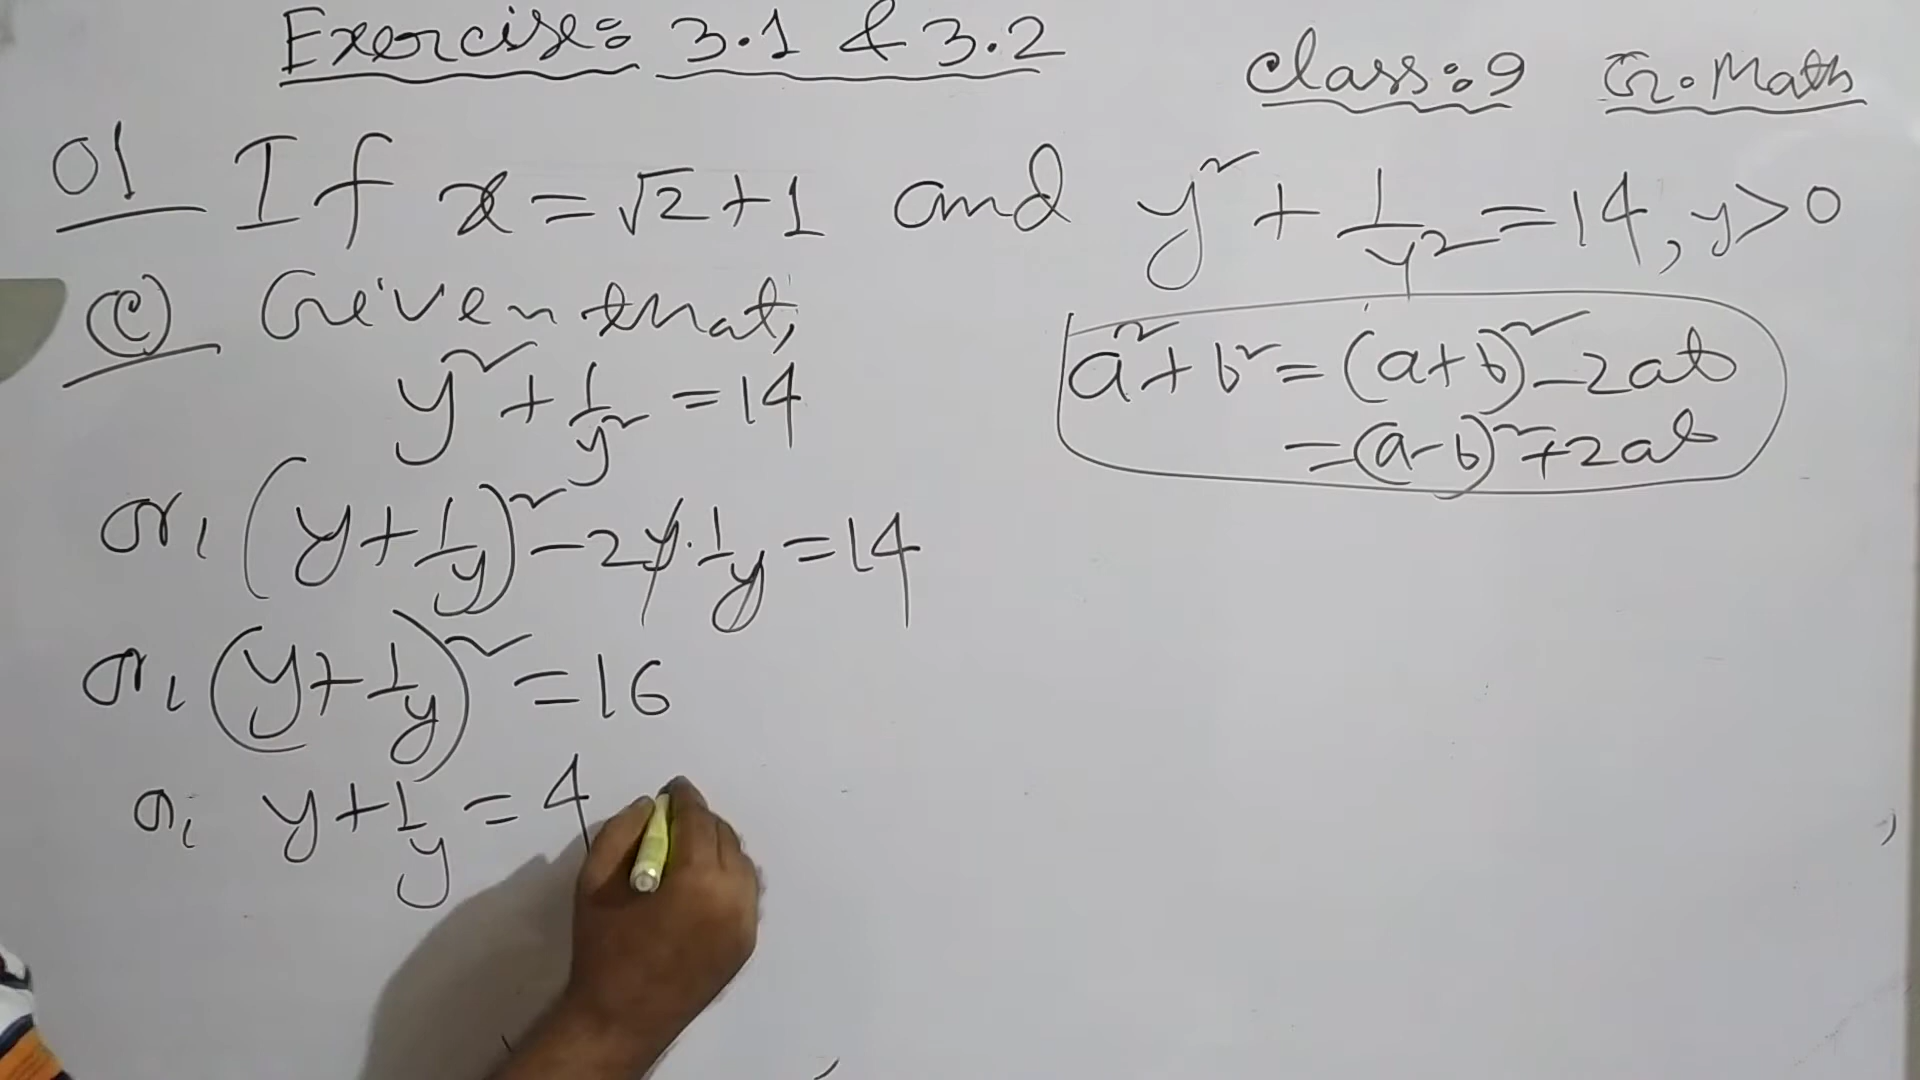 Exercise: 3.1 & 3.2
Class: 9 G. Math
01 If x = √2 + 1 and y² + 1/y² = 14, y > 0
(c) Given that,
y² + 1/y² = 14
a² + b² = (a+b)² - 2ab
= (a-b)² + 2ab
or, (y + 1/y)² - 2y·1/y = 14
or, (y + 1/y)² = 16
or, y + 1/y = 4